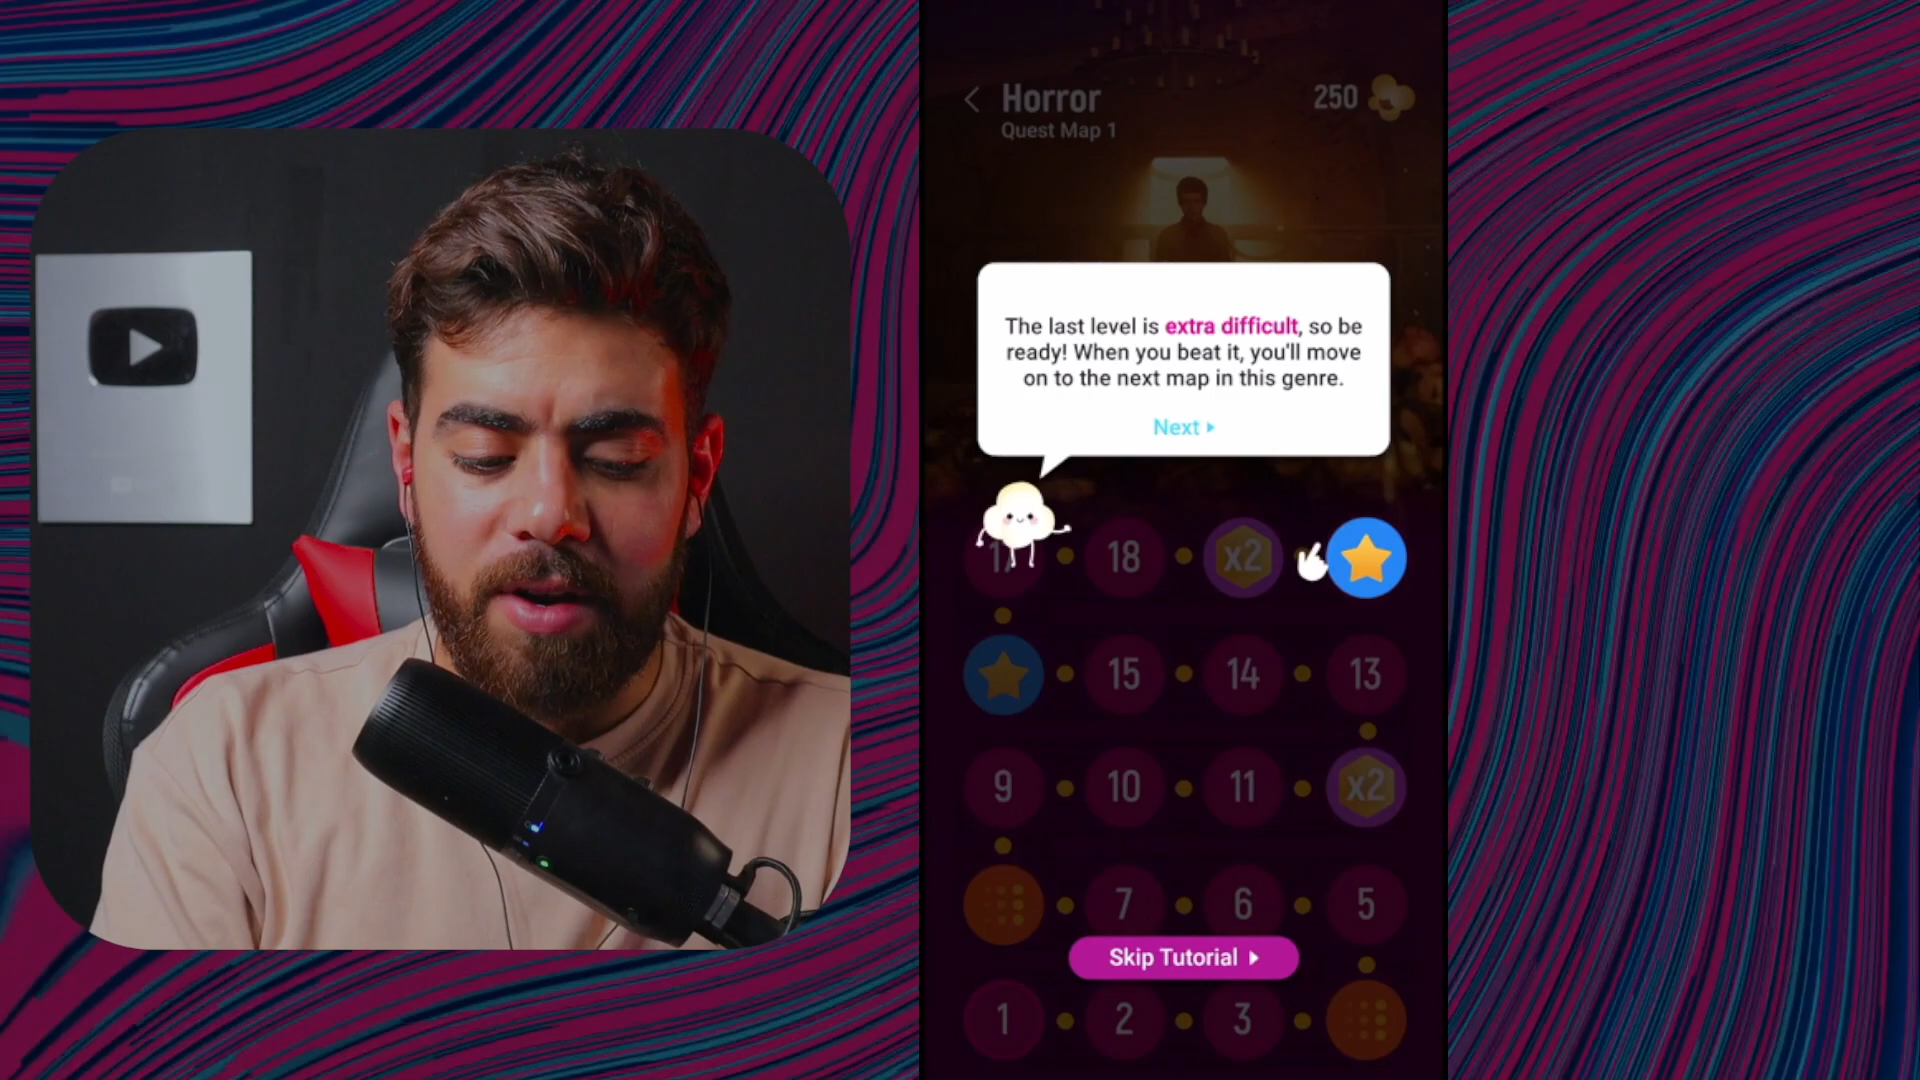 Horror
250
Quest Map 1
The last level is extra difficult, so be
ready! When you beat it, you'll move
on to the next map in this genre.
Next
18 x2
15 14 13
9 10 11 x2
7 6 5
Skip Tutorial
1 2 3